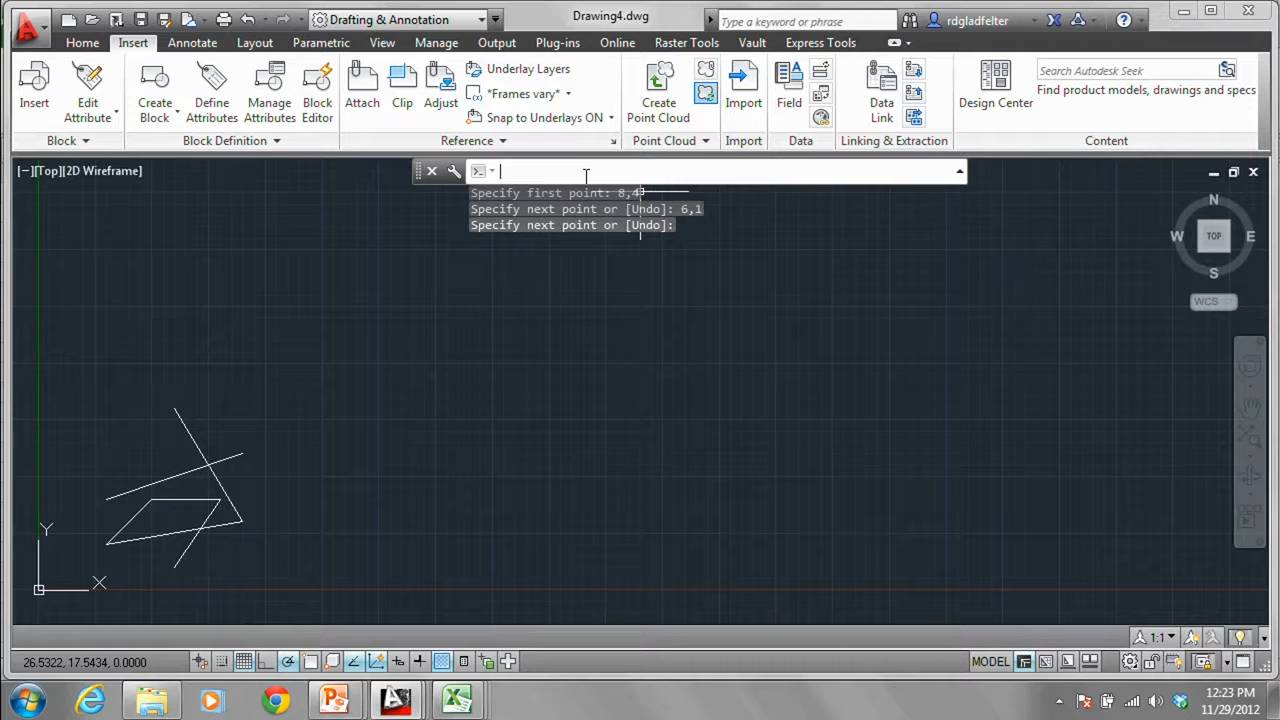 Drafting & Annotation
Drawing4.dwg
Type a keyword or phrase
rdgladfelter
Home Insert Annotate Layout Parametric View Manage Output Plug-ins Online Raster Tools Vault Express Tools
Insert
Edit Attribute
Create Block
Define Attributes
Manage Attributes
Block Editor
Attach
Clip
Adjust
Underlay Layers
*Frames vary*
Snap to Underlays ON
Create Point Cloud
Import
Field
Data Link
Design Center
Search Autodesk Seek
Find product models, drawings and specs
Block
Block Definition
Reference
Point Cloud
Import
Data
Linking & Extraction
Content
[−][Top][2D Wireframe]
Specify first point: 8,4
Specify next point or [Undo]: 6,1
Specify next point or [Undo]:
N
W
TOP
E
S
WCS
Y
X
1:1
26.5322, 17.5434, 0.0000
MODEL
12:23 PM
11/29/2012